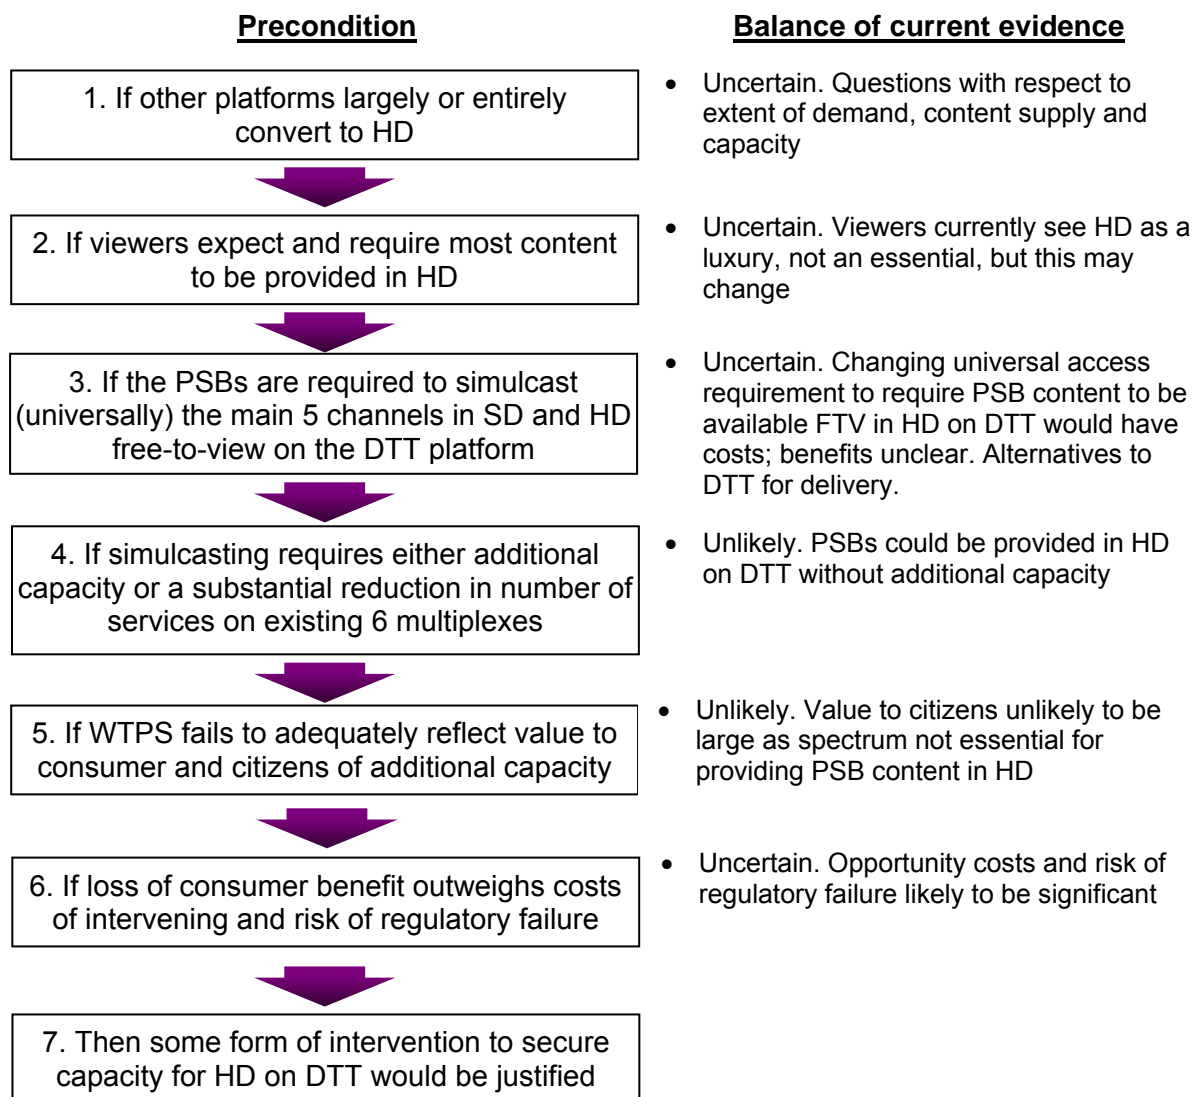 Precondition
Balance of current evidence
1. If other platforms largely or entirely
convert to HD
• Uncertain. Questions with respect to
extent of demand, content supply and
capacity
2. If viewers expect and require most content
to be provided in HD
• Uncertain. Viewers currently see HD as a
luxury, not an essential, but this may
change
3. If the PSBs are required to simulcast
(universally) the main 5 channels in SD and HD
free-to-view on the DTT platform
• Uncertain. Changing universal access
requirement to require PSB content to be
available FTV in HD on DTT would have
costs; benefits unclear. Alternatives to
DTT for delivery.
4. If simulcasting requires either additional
capacity or a substantial reduction in number of
services on existing 6 multiplexes
• Unlikely. PSBs could be provided in HD
on DTT without additional capacity
5. If WTPS fails to adequately reflect value to
consumer and citizens of additional capacity
• Unlikely. Value to citizens unlikely to be
large as spectrum not essential for
providing PSB content in HD
6. If loss of consumer benefit outweighs costs
of intervening and risk of regulatory failure
• Uncertain. Opportunity costs and risk of
regulatory failure likely to be significant
7. Then some form of intervention to secure
capacity for HD on DTT would be justified